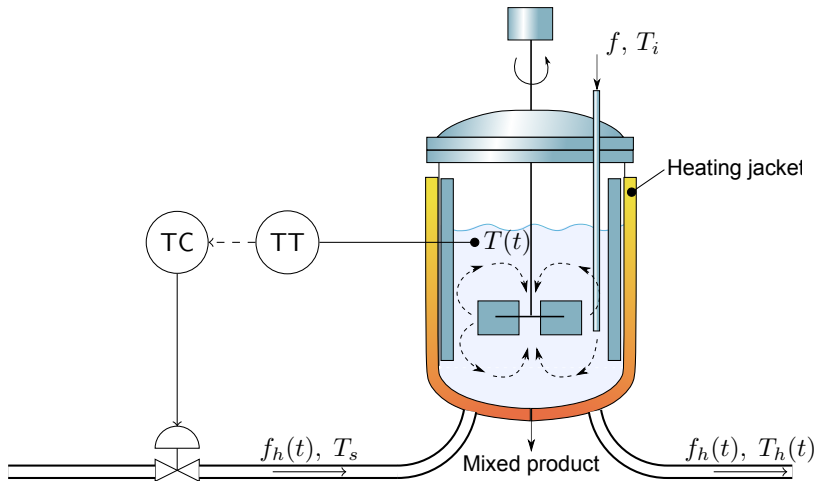 f, T_i
Heating jacket
TC
TT
T(t)
f_h(t), T_s
Mixed product
f_h(t), T_h(t)